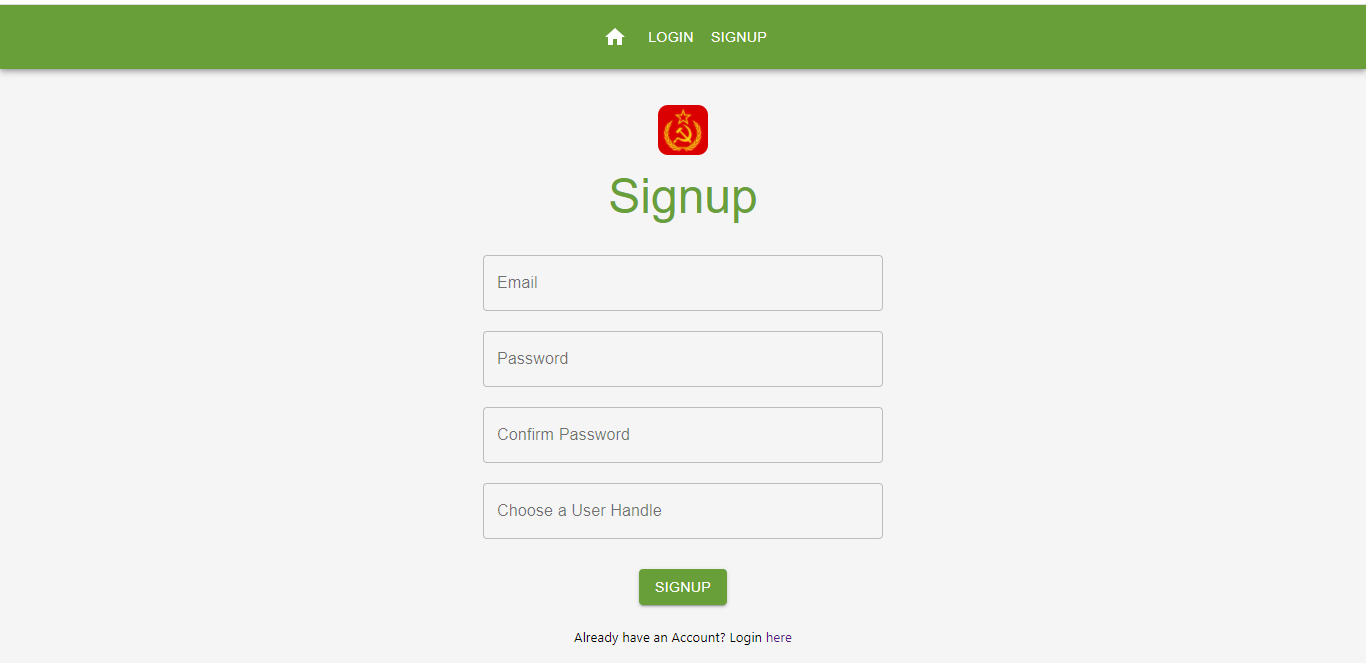 LOGIN SIGNUP
Signup
Email
Password
Confirm Password
Choose a User Handle
SIGNUP
Already have an Account? Login here